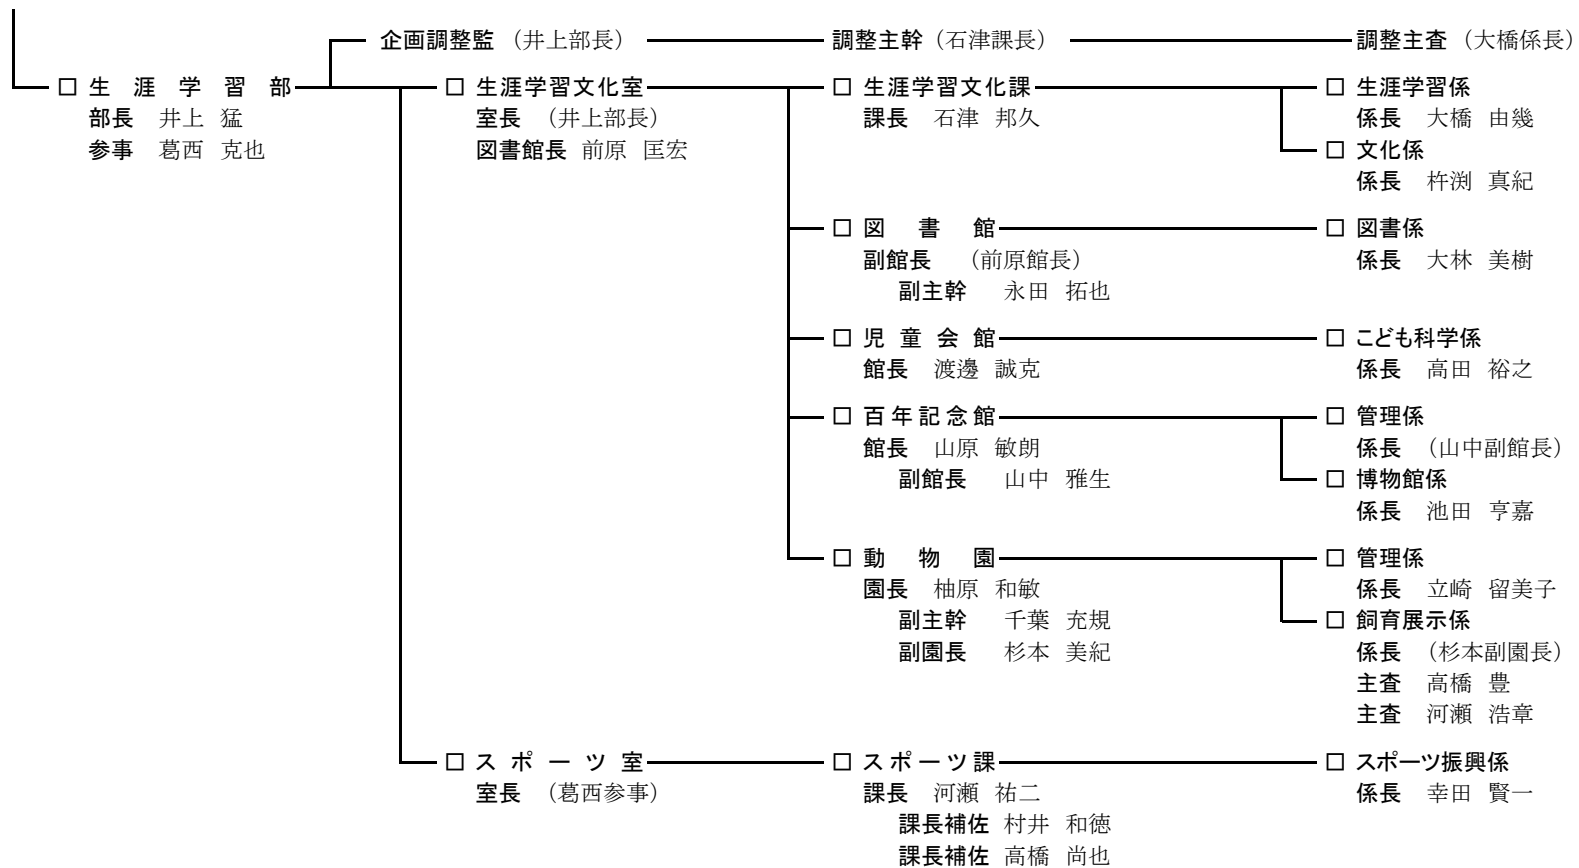 企画調整監 (井上部長) 調整主幹 (石津課長) 調整主査 (大橋係長)
□ 生涯学習部 □ 生涯学習文化室 □ 生涯学習文化課 □ 生涯学習係
部長 井上 猛 室長 (井上部長) 課長 石津 邦久 係長 大橋 由幾
参事 葛西 克也 図書館長 前原 匡宏 □ 文化係
係長 杵渕 真紀
□ 図書館 □ 図書係
副館長 (前原館長) 係長 大林 美樹
副主幹 永田 拓也
□ 児童会館 □ こども科学係
館長 渡邊 誠克 係長 高田 裕之
□ 百年記念館 □ 管理係
館長 山原 敏朗 係長 (山中副館長)
副館長 山中 雅生 □ 博物館係
係長 池田 亨嘉
□ 動物園 □ 管理係
園長 柚原 和敏 係長 立崎 留美子
副主幹 千葉 充規 □ 飼育展示係
副園長 杉本 美紀 係長 (杉本副園長)
主査 高橋 豊
主査 河瀬 浩章
□ スポーツ室 □ スポーツ課 □ スポーツ振興係
室長 (葛西参事) 課長 河瀬 祐二 係長 幸田 賢一
課長補佐 村井 和徳
課長補佐 高橋 尚也